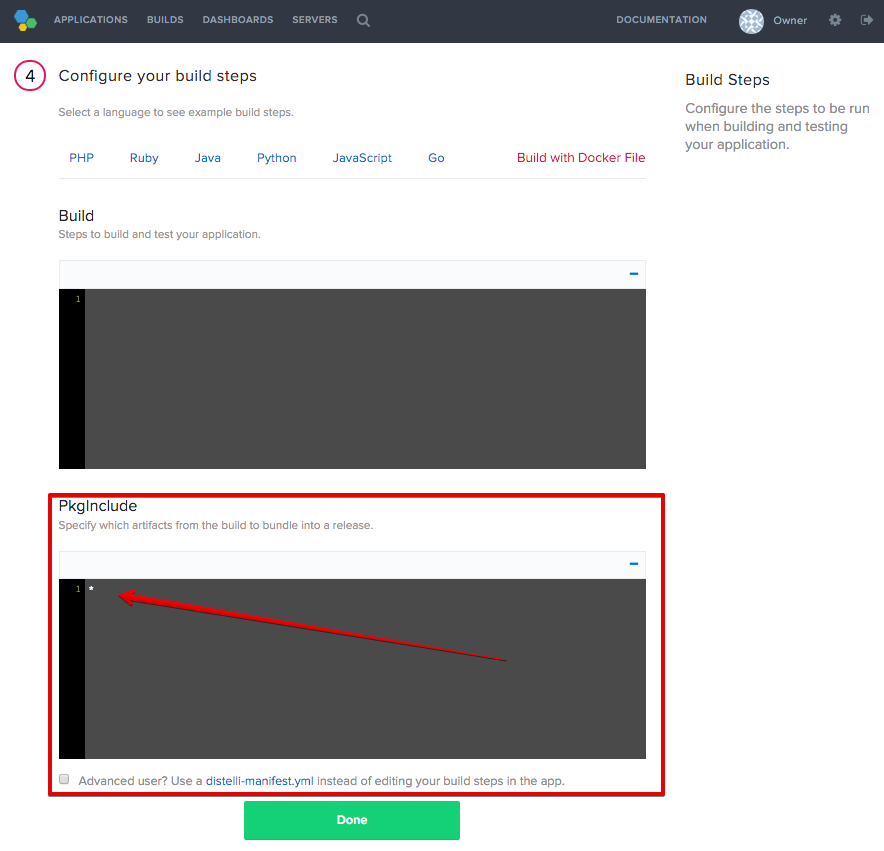 APPLICATIONS BUILDS DASHBOARDS SERVERS DOCUMENTATION Owner
4 Configure your build steps
Select a language to see example build steps.
PHP Ruby Java Python JavaScript Go Build with Docker File
Build
Steps to build and test your application.
1
PkgInclude
Specify which artifacts from the build to bundle into a release.
1 *
Advanced user? Use a distelli-manifest.yml instead of editing your build steps in the app.
Done
Build Steps
Configure the steps to be run
when building and testing
your application.